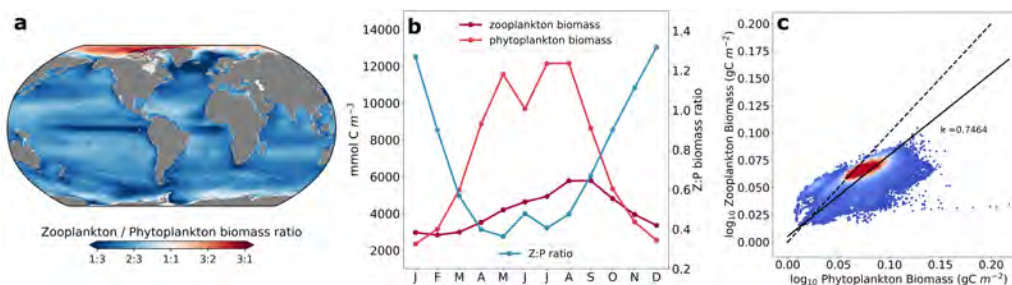 a
Zooplankton / Phytoplankton biomass ratio
1:3 2:3 1:1 3:2 3:1
b
zooplankton biomass
phytoplankton biomass
14000
12000
10000
8000
6000
4000
2000
mmol C m⁻³
1.4
1.2
1.0
0.8
0.6
0.4
0.2
Z:P biomass ratio
Z:P ratio
J F M A M J J A S O N D
c
0.200
0.175
0.150
0.125
0.100
0.075
0.050
0.025
0.000
log₁₀ Zooplankton Biomass (gC m⁻²)
k =0.7464
0.00 0.05 0.10 0.15 0.20
log₁₀ Phytoplankton Biomass (gC m⁻²)